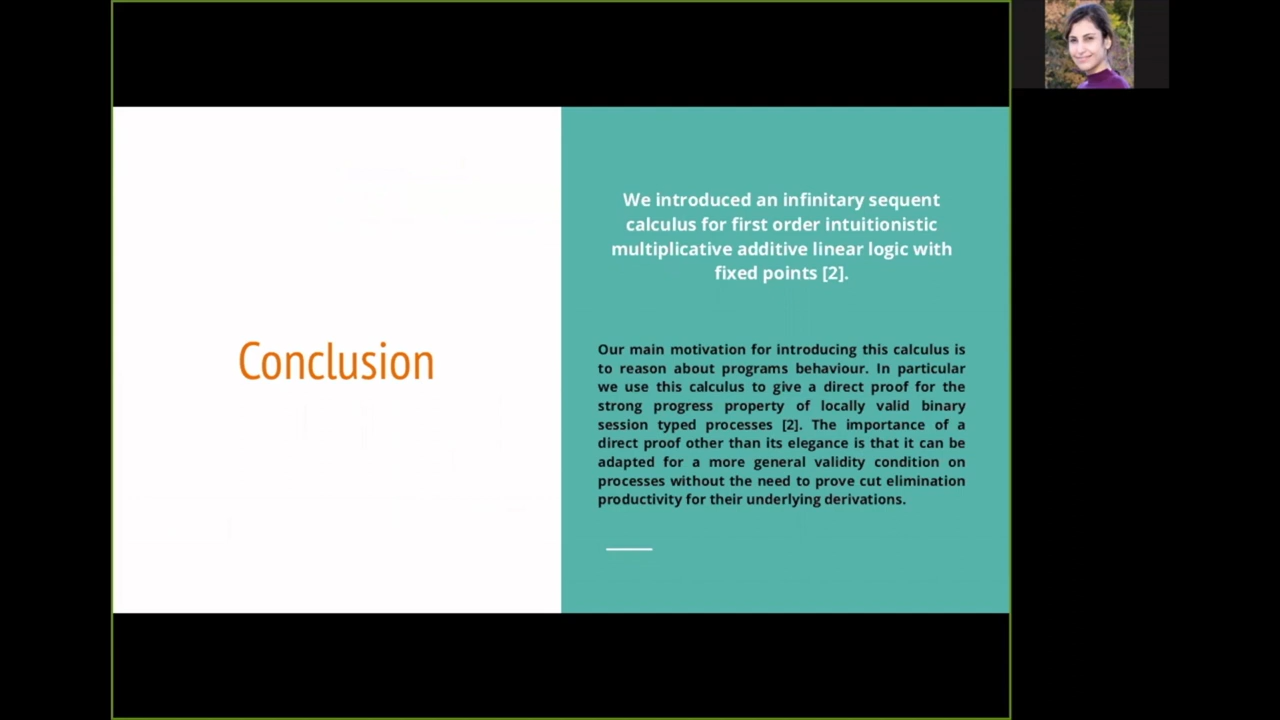 Conclusion
We introduced an infinitary sequent
calculus for first order intuitionistic
multiplicative additive linear logic with
fixed points [2].
Our main motivation for introducing this calculus is
to reason about programs behaviour. In particular
we use this calculus to give a direct proof for the
strong progress property of locally valid binary
session typed processes [2]. The importance of a
direct proof other than its elegance is that it can be
adapted for a more general validity condition on
processes without the need to prove cut elimination
productivity for their underlying derivations.